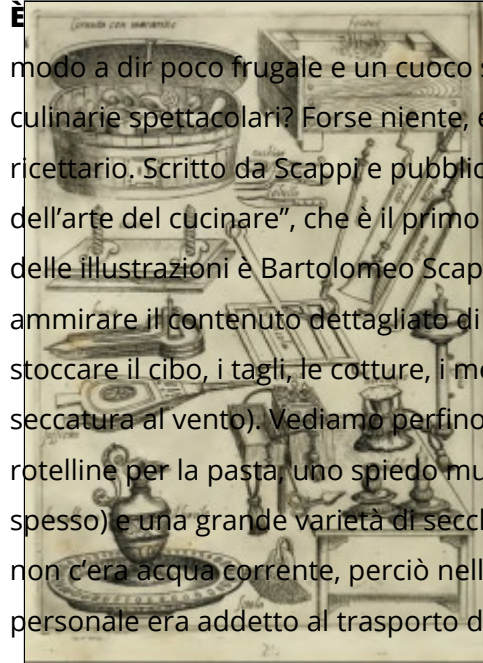 È
modo a dir poco frugale e un cuoco
culinarie spettacolari? Forse niente,
ricettario. Scritto da Scappi e pubblic
dell’arte del cucinare”, che è il primo
delle illustrazioni è Bartolomeo Scap
ammirare il contenuto dettagliato di
stoccare il cibo, i tagli, le cotture, i m
seccatura al vento). Vediamo perfino
rotelline per la pasta, uno spiedo mu
spesso) e una grande varietà di secch
non c’era acqua corrente, perciò nell
personale era addetto al trasporto d